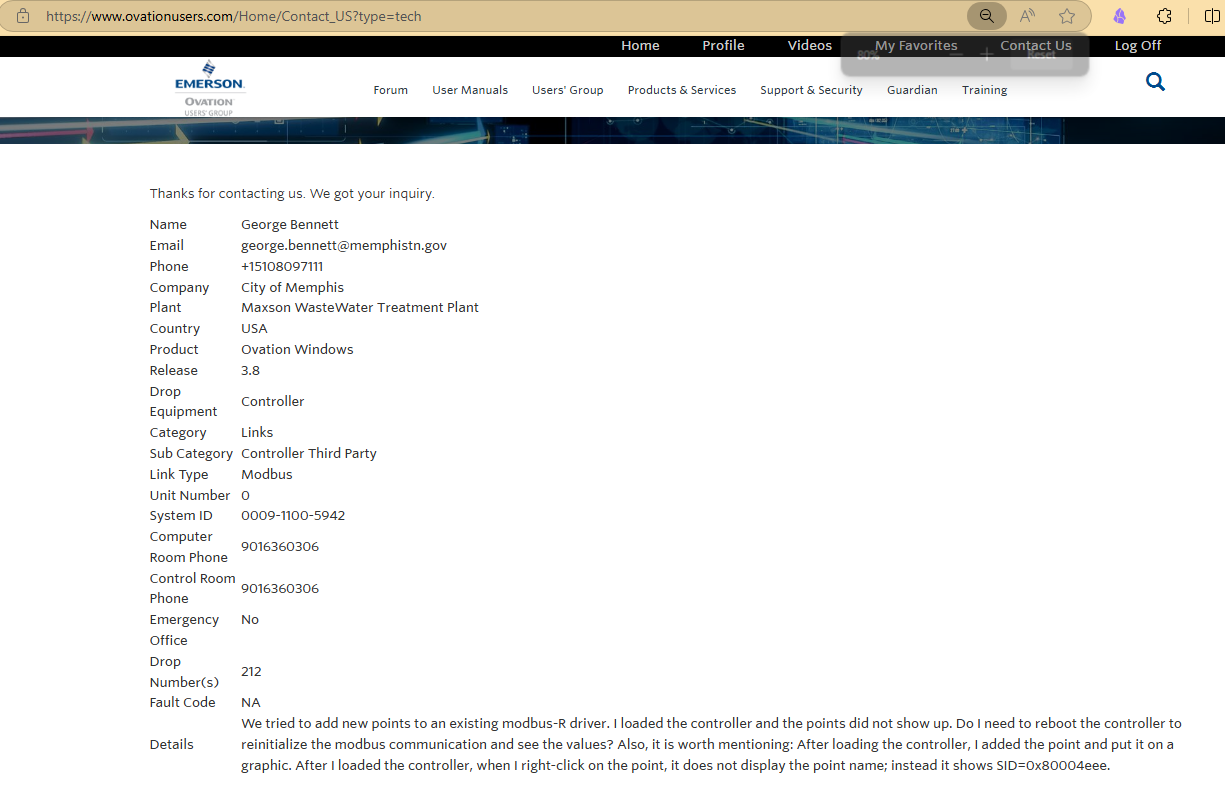 https://www.ovationusers.com/Home/Contact_US?type=tech
Home Profile Videos My Favorites Contact Us Log Off
80% Reset
EMERSON
OVATION
USERS' GROUP
Forum User Manuals Users' Group Products & Services Support & Security Guardian Training
Thanks for contacting us. We got your inquiry.
Name George Bennett
Email george.bennett@memphistn.gov
Phone +15108097111
Company City of Memphis
Plant Maxson WasteWater Treatment Plant
Country USA
Product Ovation Windows
Release 3.8
Drop
Equipment Controller
Category Links
Sub Category Controller Third Party
Link Type Modbus
Unit Number 0
System ID 0009-1100-5942
Computer
Room Phone 9016360306
Control Room
Phone 9016360306
Emergency No
Office
Drop
Number(s) 212
Fault Code NA
Details We tried to add new points to an existing modbus-R driver. I loaded the controller and the points did not show up. Do I need to reboot the controller to
reinitialize the modbus communication and see the values? Also, it is worth mentioning: After loading the controller, I added the point and put it on a
graphic. After I loaded the controller, when I right-click on the point, it does not display the point name; instead it shows SID=0x80004eee.